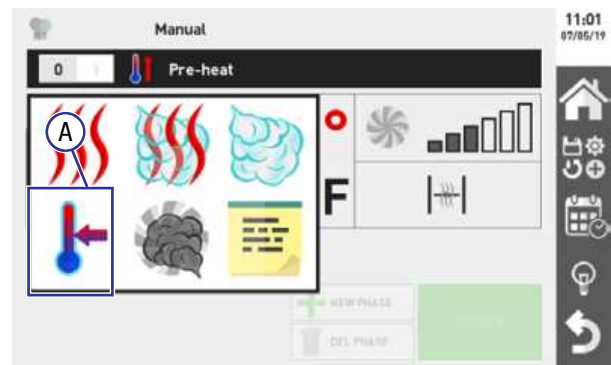 Manual
11:01
07/05/19
0 I
Pre-heat
A
F
NEW PHASE
DEL PHASE